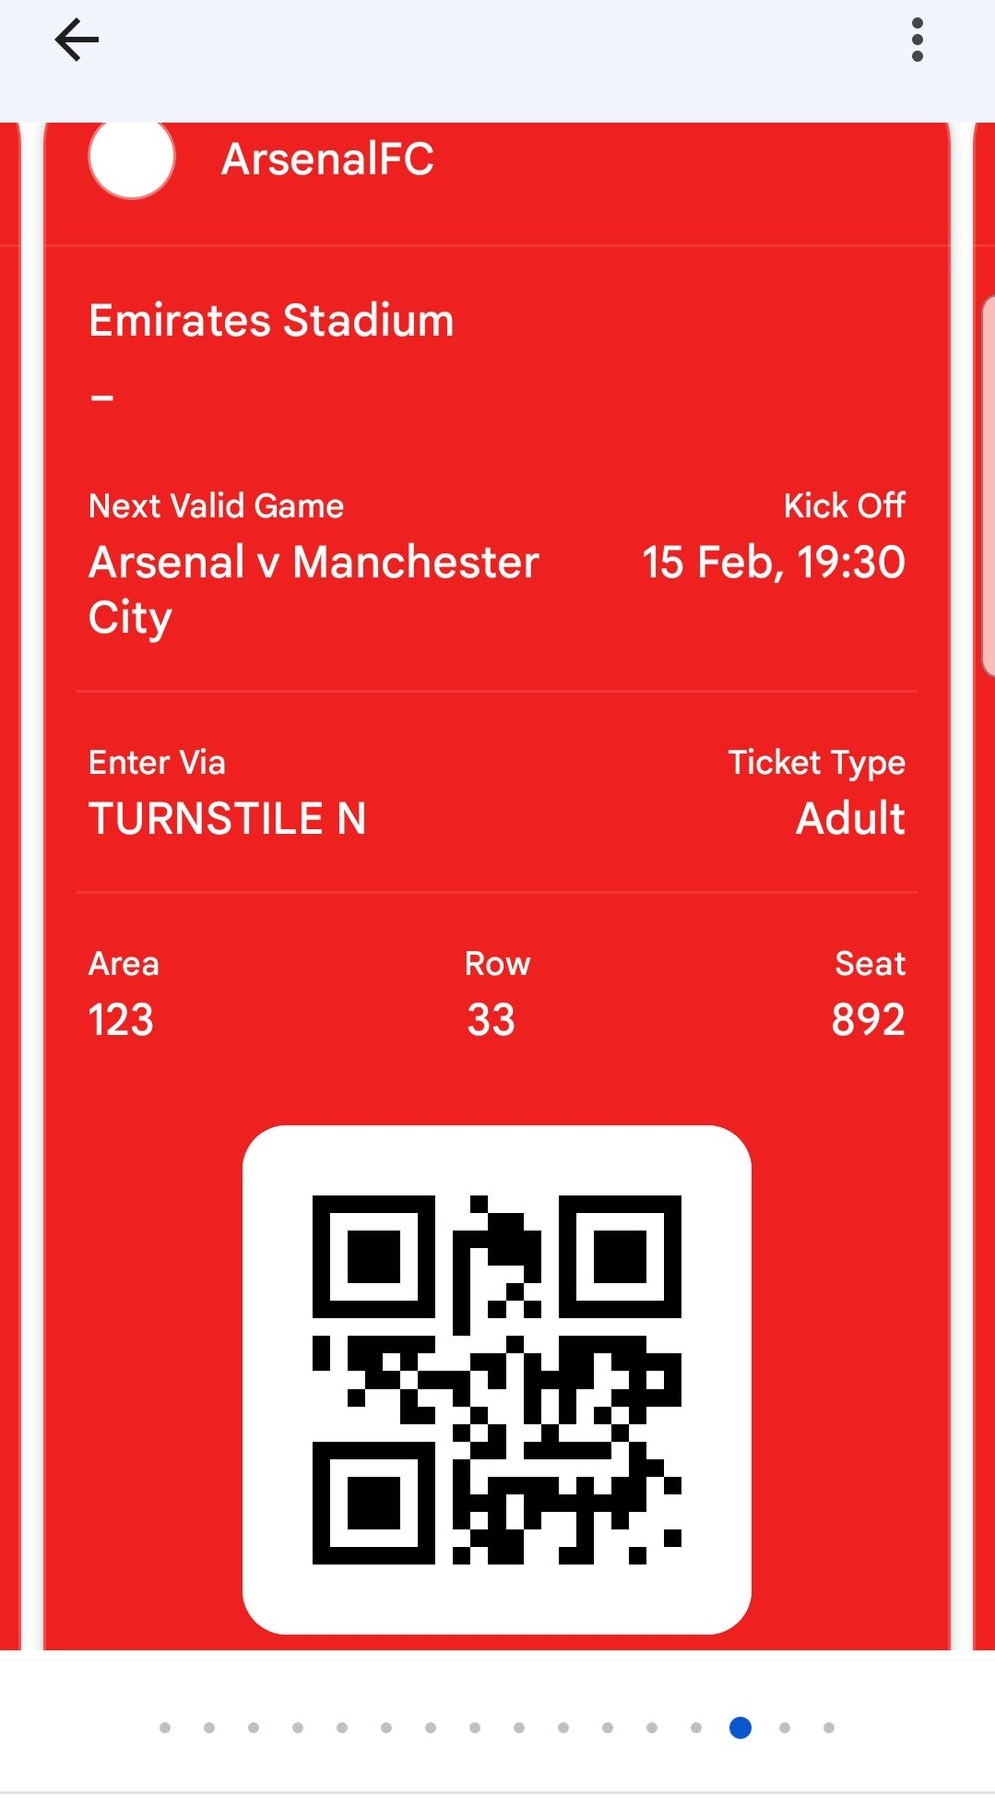 ArsenalFC
Emirates Stadium
–
Next Valid Game
Kick Off
Arsenal v Manchester
City
15 Feb, 19:30
Enter Via
Ticket Type
TURNSTILE N
Adult
Area
Row
Seat
123
33
892